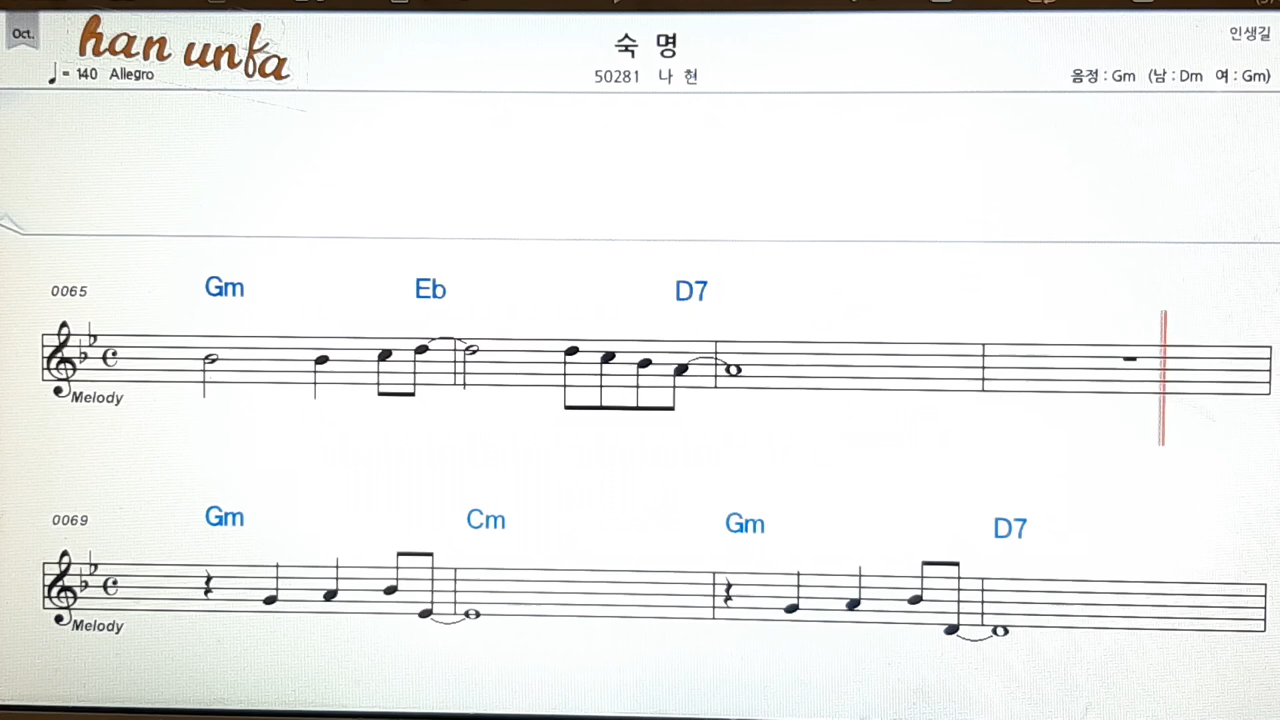 Oct.
han unfa
숙 명
인생길
♩= 140 Allegro
50281 나 현
음정 : Gm (남 : Dm 여 : Gm)
0065
Gm Eb D7
Melody
0069
Gm Cm Gm D7
Melody